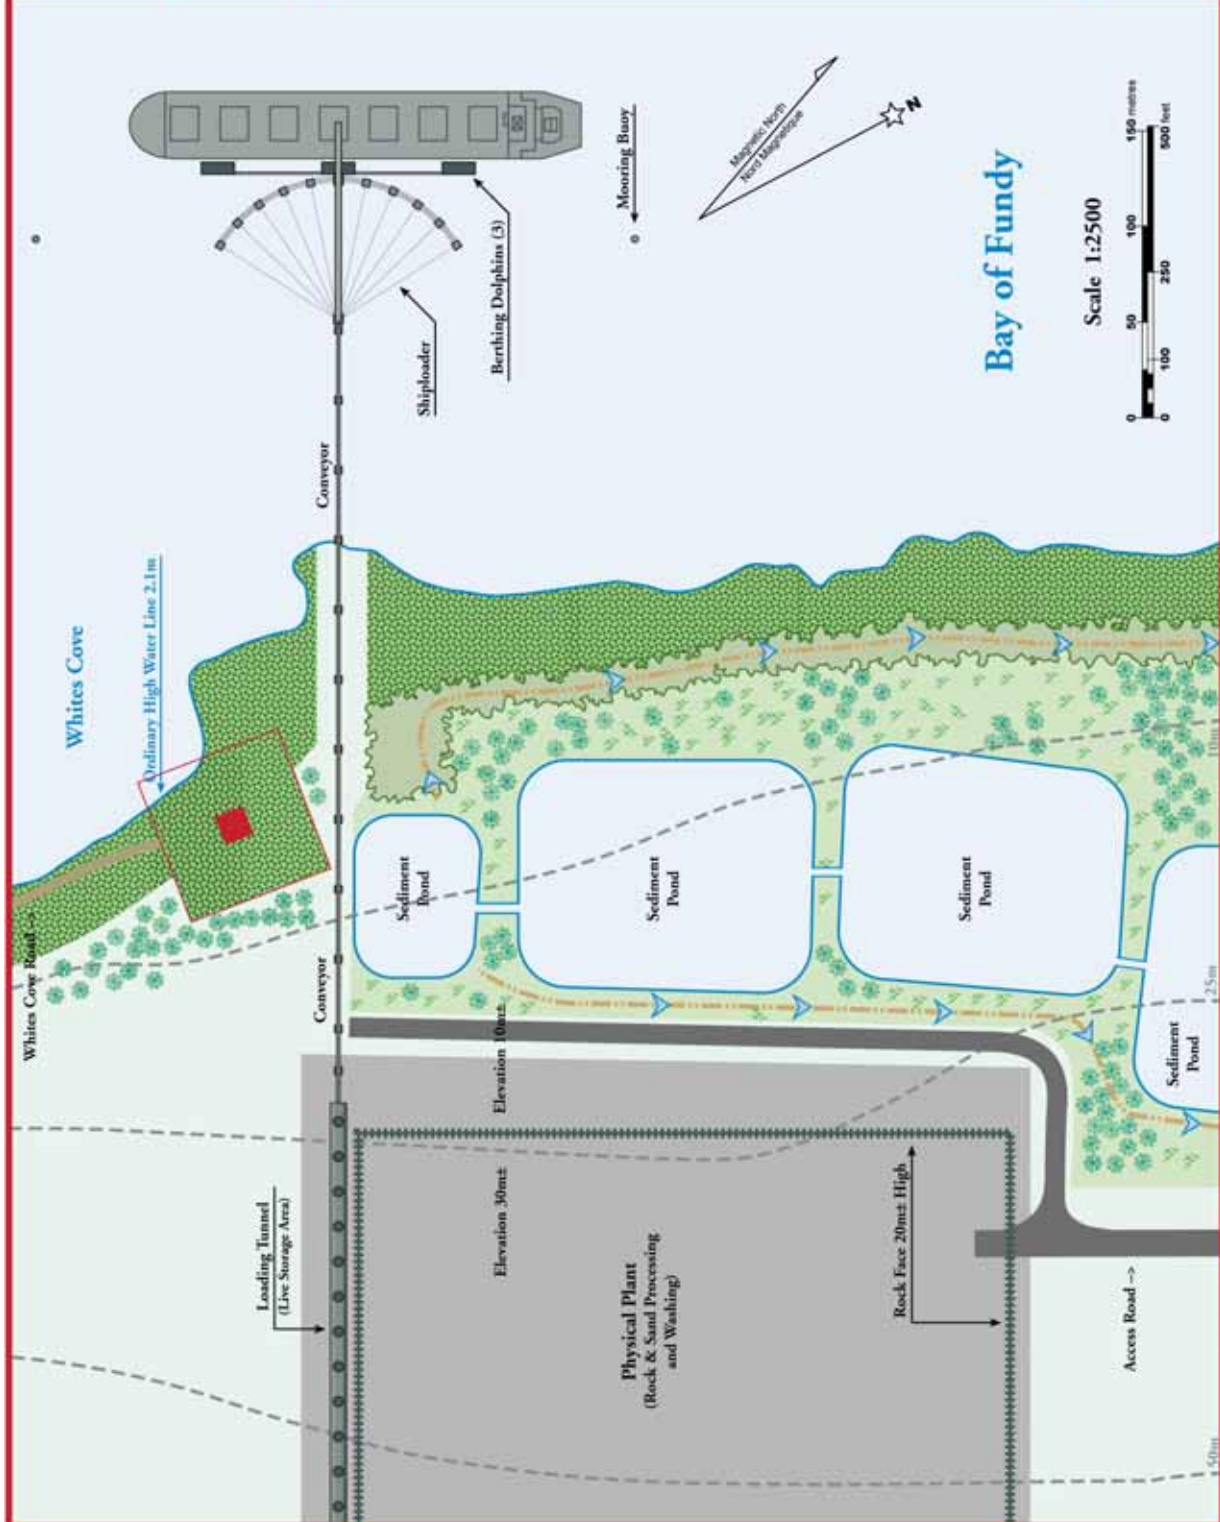 Whites Cove
Ordinary High Water Line 2.1m
Whites Cove Road -->
Conveyor
Conveyor
Shiploader
Berthing Dolphins (3)
Mooring Buoy
Magnetic North
Nord Magnetique
N
Bay of Fundy
Scale 1:2500
0 50 100 150 metres
0 100 250 500 feet
Sediment
Pond
Sediment
Pond
Sediment
Pond
Sediment
Pond
10m
25m
50m
Elevation 10m±
Elevation 30m±
Loading Tunnel
(Live Storage Area)
Physical Plant
(Rock & Sand Processing
and Washing)
Rock Face 20m± High
Access Road -->